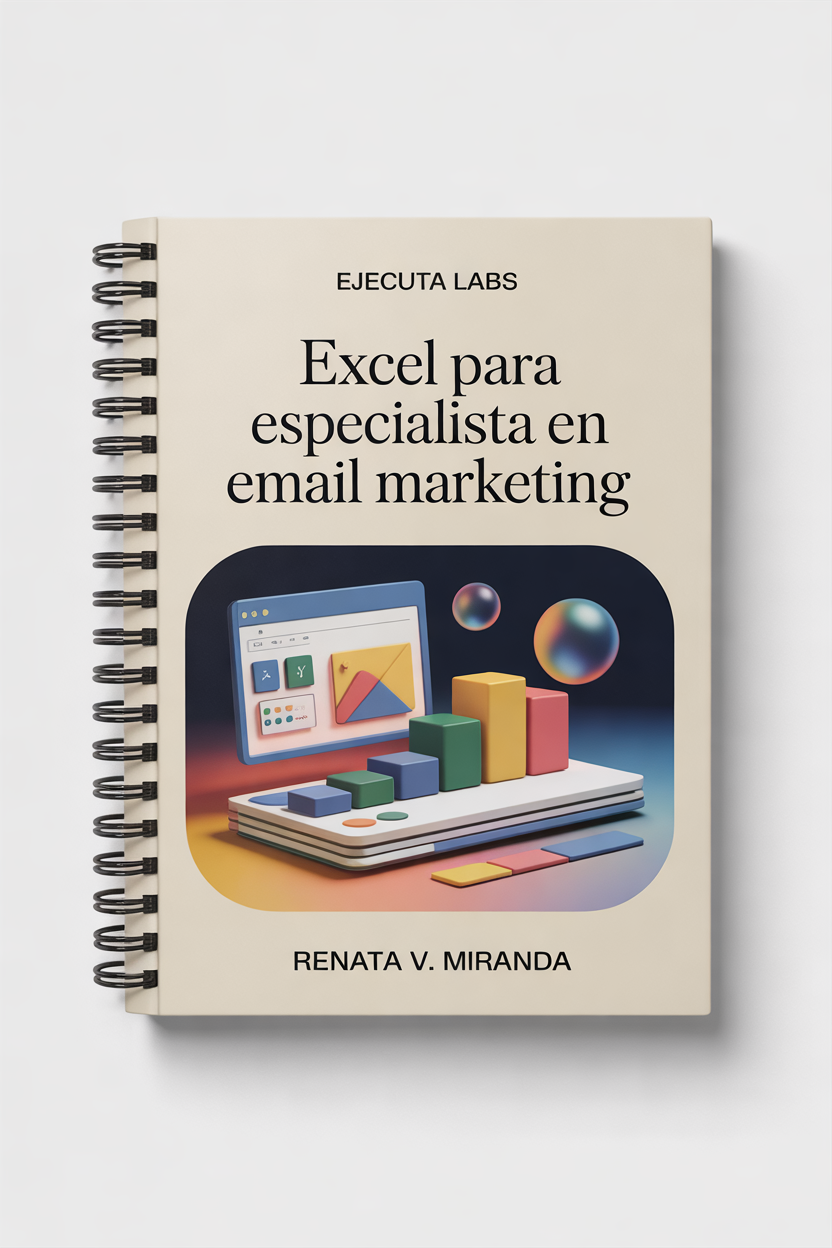 EJECUTA LABS
Excel para
especialista en
email marketing
RENATA V. MIRANDA